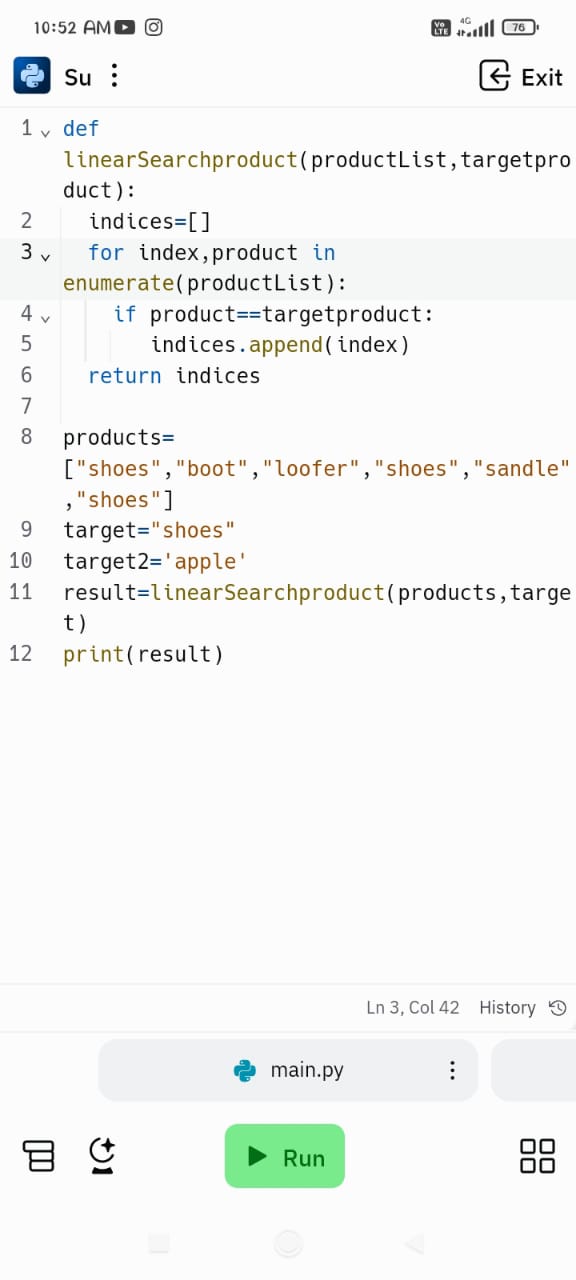 10:52 AM
Vo LTE 4G 76
Su
Exit
1 def
linearSearchproduct(productList,targetpro
duct):
2 indices=[]
3 for index,product in
enumerate(productList):
4 if product==targetproduct:
5 indices.append(index)
6 return indices
7
8 products=
["shoes","boot","loofer","shoes","sandle"
,"shoes"]
9 target="shoes"
10 target2='apple'
11 result=linearSearchproduct(products,targe
t)
12 print(result)
Ln 3, Col 42 History
main.py
Run